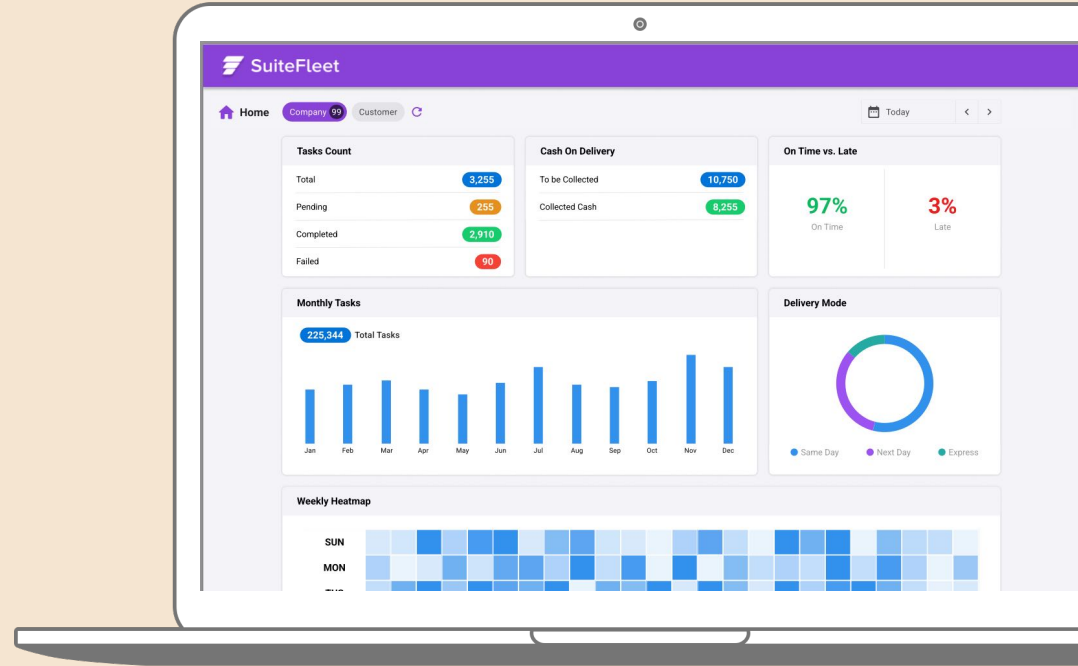 SuiteFleet
Home Company 99 Customer Today
Tasks Count
Total 3,255
Pending 255
Completed 2,910
Failed 90
Cash On Delivery
To be Collected 10,750
Collected Cash 8,255
On Time vs. Late
97% 3%
On Time Late
Monthly Tasks
225,344 Total Tasks
Jan Feb Mar Apr May Jun Jul Aug Sep Oct Nov Dec
Delivery Mode
Same Day Next Day Express
Weekly Heatmap
SUN
MON